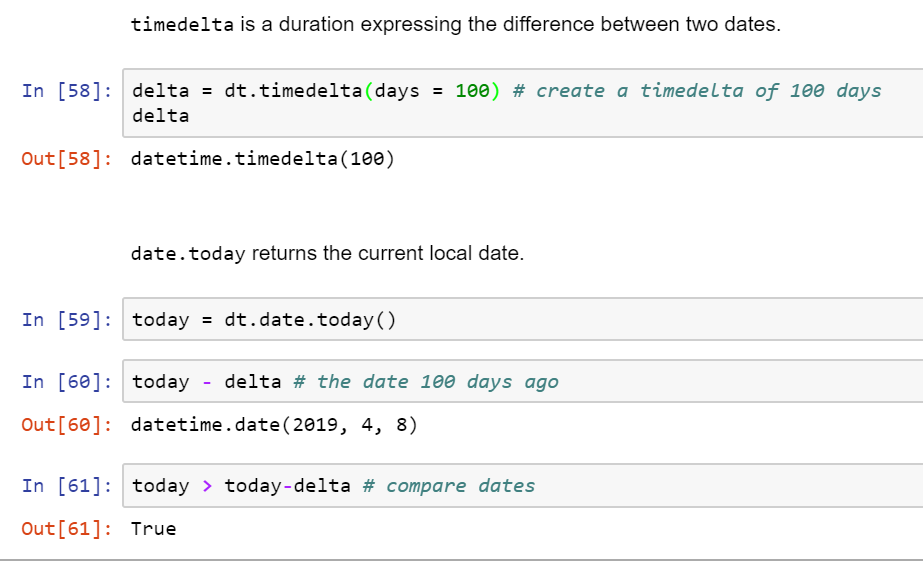 timedelta is a duration expressing the difference between two dates.
In [58]: delta = dt.timedelta(days = 100) # create a timedelta of 100 days
delta
Out[58]: datetime.timedelta(100)
date.today returns the current local date.
In [59]: today = dt.date.today()
In [60]: today - delta # the date 100 days ago
Out[60]: datetime.date(2019, 4, 8)
In [61]: today > today-delta # compare dates
Out[61]: True